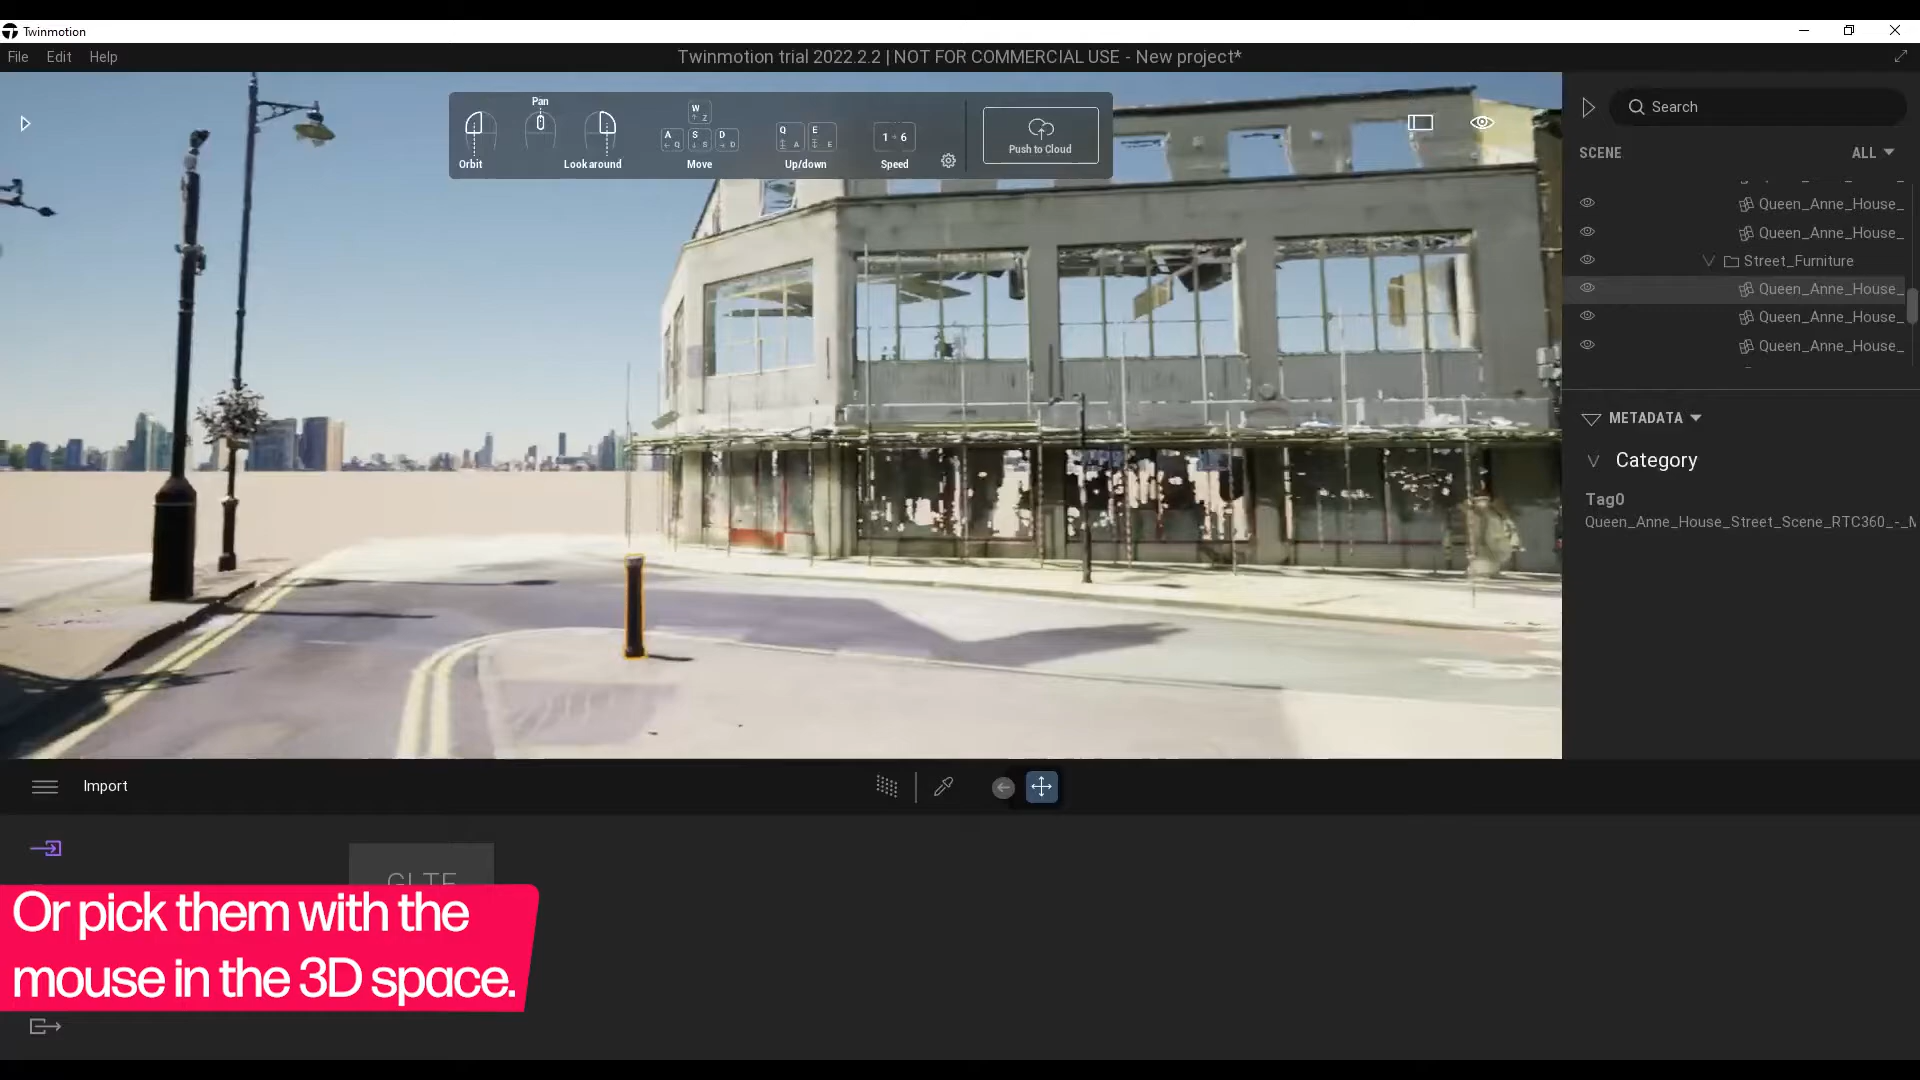 Twinmotion
File Edit Help
Twinmotion trial 2022.2.2 | NOT FOR COMMERCIAL USE - New project*
Pan
Orbit
Look around
W
Z
A
Q
S
S
D
D
Move
Q
A
E
E
Up/down
1 - 6
Speed
Push to Cloud
Search
SCENE
ALL
Queen_Anne_House_
Queen_Anne_House_
Street_Furniture
Queen_Anne_House_
Queen_Anne_House_
Queen_Anne_House_
METADATA
Category
Tag0
Queen_Anne_House_Street_Scene_RTC360_-_M
Import
GLTF
Or pick them with the
mouse in the 3D space.